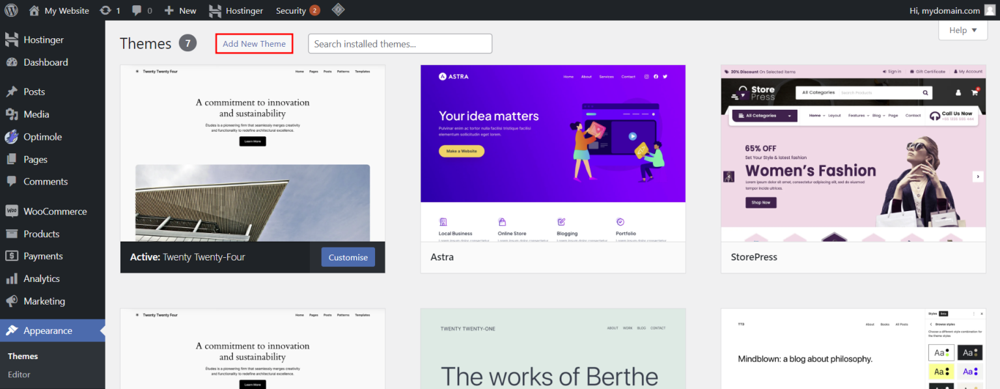 My Website 1 0 New Hostinger Security 2 Hi, mydomain.com
Hostinger
Dashboard
Posts
Media
Optimole
Pages
Comments
WooCommerce
Products
Payments
Analytics
Marketing
Appearance
Themes
Editor
Themes 7 Add New Theme Search installed themes... Help
Twenty Twenty Four Home Pages Posts Patterns Templates
A commitment to innovation
and sustainability
Études is a pioneering firm that seamlessly merges creativity
and functionality to redefine architectural excellence.
Learn More
Active: Twenty Twenty-Four Customise
ASTRA Home About Services Contact
Your idea matters
Pulvinar enim ac tortor nulla facilisi tristique facilisi
elementum sollicitudin eget lorem.
Make a Website
Local Business Online Store Blogging Portfolio
Astra
20% Discount On Selected Items Sign In Gift Certificate My Account
Store
Press
All Categories Search Products
All Categories Home Layout Features Blog Page Contact Call Us Now
65% OFF
Set Your Style & latest fashion
Women's Fashion
Lorem ipsum dolor sit amet, consectetur adipiscing elit, sed do eiusmod
tempor incide ultrices.
Shop Now
StorePress
Twenty Twenty Four Home Pages Posts Patterns Templates
A commitment to innovation
and sustainability
Études is a pioneering firm that seamlessly merges creativity
and functionality to redefine architectural excellence.
Learn More
TWENTY TWENTY-ONE ABOUT WORK BLOG CONTACT
The works of Berthe
TT3 About Books All Posts
Mindblown: a blog about philosophy.
Styles Beta
Browse styles
Choose a different style combination for
the theme styles
Aa Aa
Aa Aa